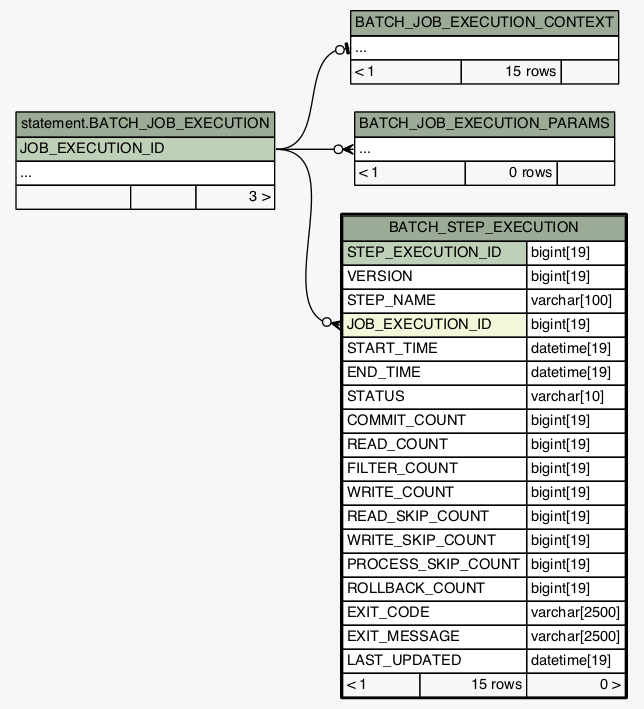 BATCH_JOB_EXECUTION_CONTEXT
...
< 1 15 rows
statement.BATCH_JOB_EXECUTION
JOB_EXECUTION_ID
...
3 >
BATCH_JOB_EXECUTION_PARAMS
...
< 1 0 rows
BATCH_STEP_EXECUTION
STEP_EXECUTION_ID bigint[19]
VERSION bigint[19]
STEP_NAME varchar[100]
JOB_EXECUTION_ID bigint[19]
START_TIME datetime[19]
END_TIME datetime[19]
STATUS varchar[10]
COMMIT_COUNT bigint[19]
READ_COUNT bigint[19]
FILTER_COUNT bigint[19]
WRITE_COUNT bigint[19]
READ_SKIP_COUNT bigint[19]
WRITE_SKIP_COUNT bigint[19]
PROCESS_SKIP_COUNT bigint[19]
ROLLBACK_COUNT bigint[19]
EXIT_CODE varchar[2500]
EXIT_MESSAGE varchar[2500]
LAST_UPDATED datetime[19]
< 1 15 rows 0 >